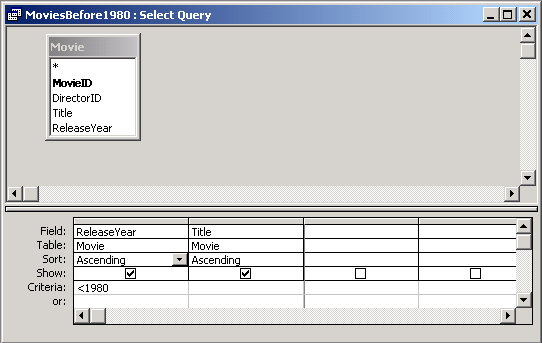 MoviesBefore1980 : Select Query
Movie
*
MovieID
DirectorID
Title
ReleaseYear
Field: ReleaseYear Title
Table: Movie Movie
Sort: Ascending Ascending
Show:
Criteria: <1980
or: